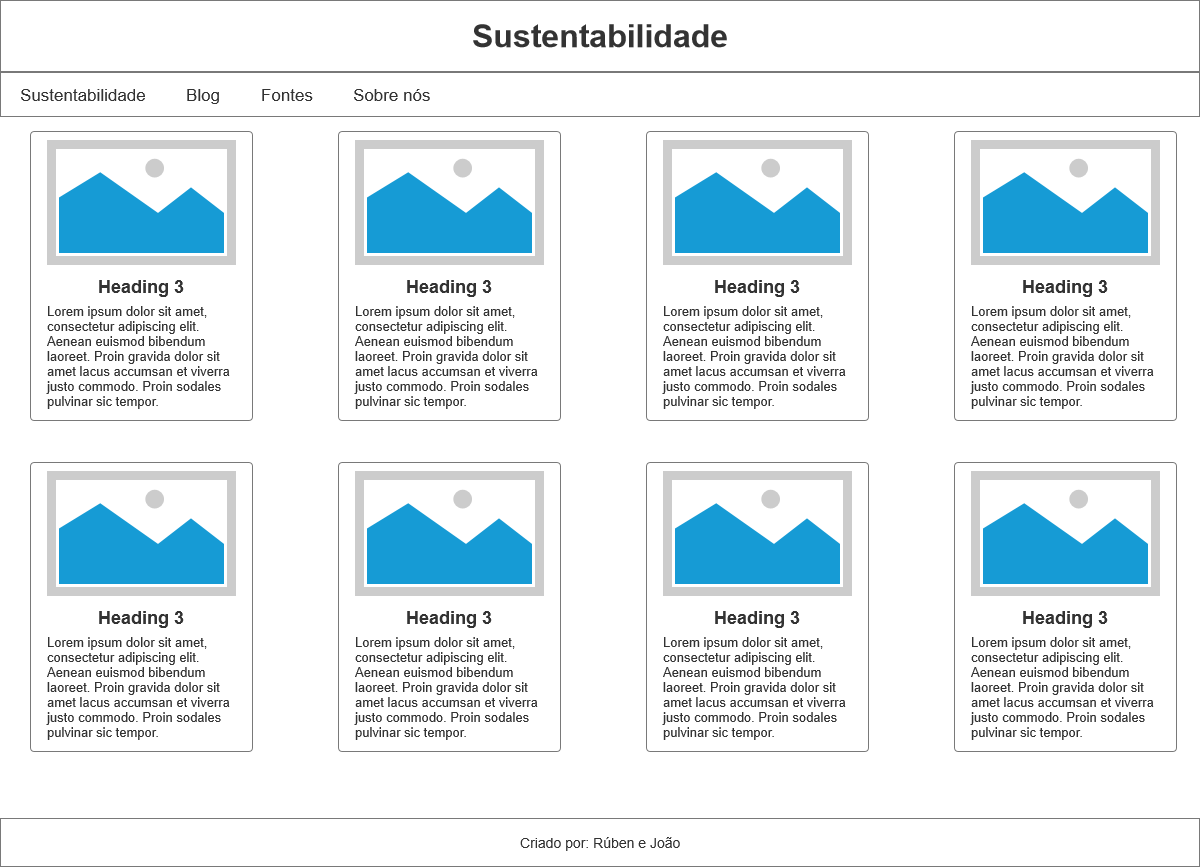 Sustentabilidade
Sustentabilidade Blog Fontes Sobre nós
Heading 3
Lorem ipsum dolor sit amet,
consectetur adipiscing elit.
Aenean euismod bibendum
laoreet. Proin gravida dolor sit
amet lacus accumsan et viverra
justo commodo. Proin sodales
pulvinar sic tempor.
Heading 3
Lorem ipsum dolor sit amet,
consectetur adipiscing elit.
Aenean euismod bibendum
laoreet. Proin gravida dolor sit
amet lacus accumsan et viverra
justo commodo. Proin sodales
pulvinar sic tempor.
Heading 3
Lorem ipsum dolor sit amet,
consectetur adipiscing elit.
Aenean euismod bibendum
laoreet. Proin gravida dolor sit
amet lacus accumsan et viverra
justo commodo. Proin sodales
pulvinar sic tempor.
Heading 3
Lorem ipsum dolor sit amet,
consectetur adipiscing elit.
Aenean euismod bibendum
laoreet. Proin gravida dolor sit
amet lacus accumsan et viverra
justo commodo. Proin sodales
pulvinar sic tempor.
Heading 3
Lorem ipsum dolor sit amet,
consectetur adipiscing elit.
Aenean euismod bibendum
laoreet. Proin gravida dolor sit
amet lacus accumsan et viverra
justo commodo. Proin sodales
pulvinar sic tempor.
Heading 3
Lorem ipsum dolor sit amet,
consectetur adipiscing elit.
Aenean euismod bibendum
laoreet. Proin gravida dolor sit
amet lacus accumsan et viverra
justo commodo. Proin sodales
pulvinar sic tempor.
Heading 3
Lorem ipsum dolor sit amet,
consectetur adipiscing elit.
Aenean euismod bibendum
laoreet. Proin gravida dolor sit
amet lacus accumsan et viverra
justo commodo. Proin sodales
pulvinar sic tempor.
Heading 3
Lorem ipsum dolor sit amet,
consectetur adipiscing elit.
Aenean euismod bibendum
laoreet. Proin gravida dolor sit
amet lacus accumsan et viverra
justo commodo. Proin sodales
pulvinar sic tempor.
Criado por: Rúben e João